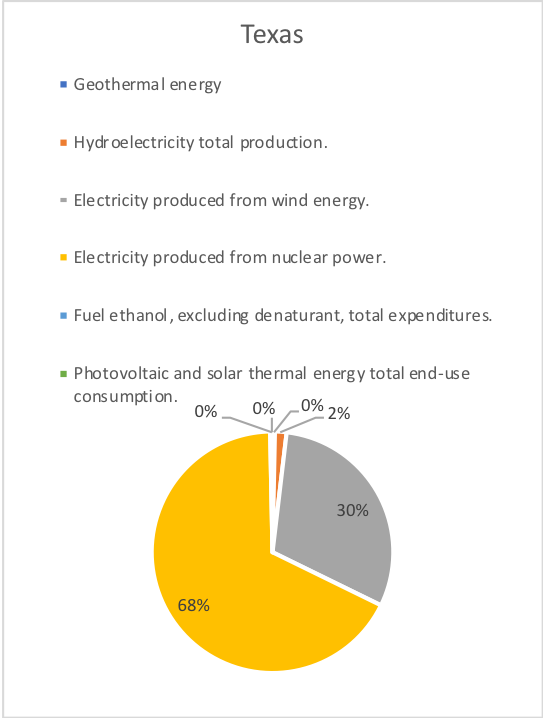 Texas
Geothermal energy
Hydroelectricity total production.
Electricity produced from wind energy.
Electricity produced from nuclear power.
Fuel ethanol, excluding denaturant, total expenditures.
Photovoltaic and solar thermal energy total end-use
consumption.
0%
0%
0%
2%
30%
68%